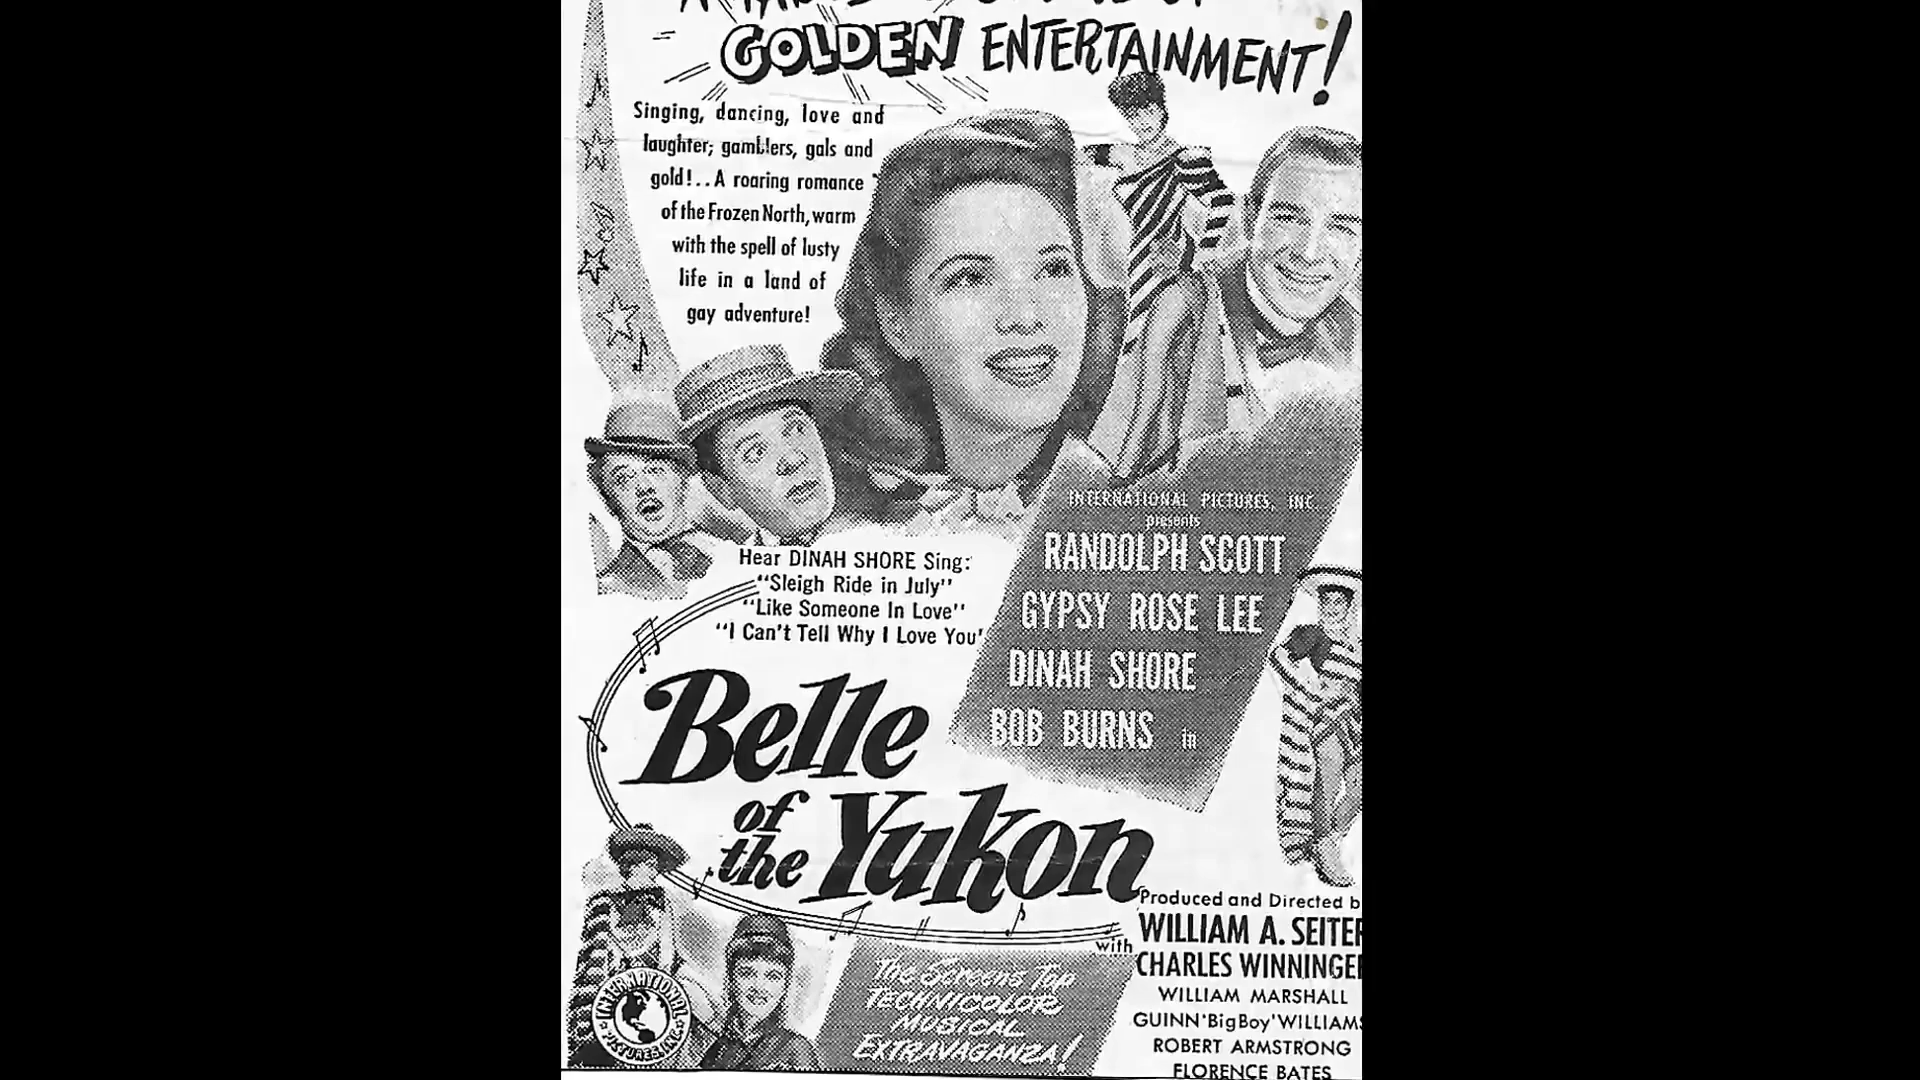 GOLDEN ENTERTAINMENT!
Singing, dancing, love and
laughter; gamblers, gals and
gold!..A roaring romance
of the Frozen North, warm
with the spell of lusty
life in a land of
gay adventure!
INTERNATIONAL PICTURES, INC.
presents
RANDOLPH SCOTT
GYPSY ROSE LEE
DINAH SHORE
BOB BURNS in
Hear DINAH SHORE Sing:
"Sleigh Ride in July"
"Like Someone In Love"
"I Can't Tell Why I Love You"
Belle
of
the Yukon
Produced and Directed b
WILLIAM A. SEITER
with CHARLES WINNINGER
WILLIAM MARSHALL
GUINN "Big Boy" WILLIAMS
ROBERT ARMSTRONG
FLORENCE BATES
The Screens Top
TECHNICOLOR
MUSICAL
EXTRAVAGANZA!
INTERNATIONAL
PICTURES, INC.